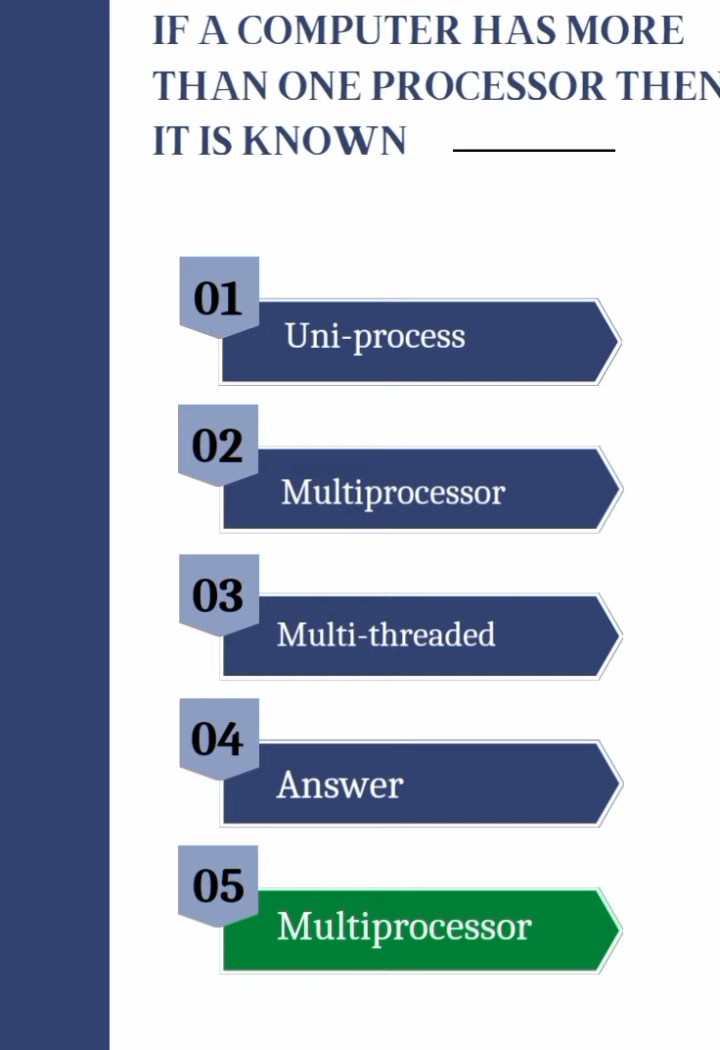 IF A COMPUTER HAS MORE
THAN ONE PROCESSOR THEN
IT IS KNOWN
01
Uni-process
02
Multiprocessor
03
Multi-threaded
04
Answer
05
Multiprocessor